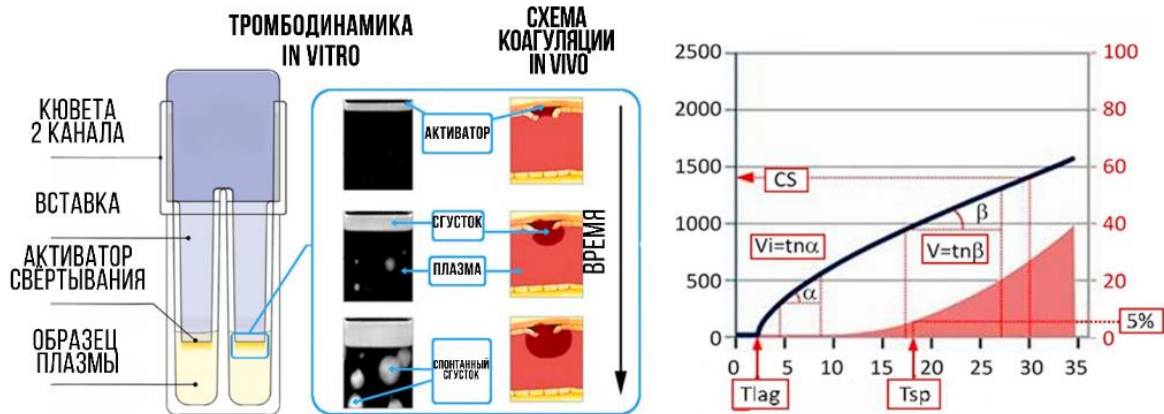 ТРОМБОДИНАМИКА
IN VITRO
СХЕМА
КОАГУЛЯЦИИ
IN VIVO
КЮВЕТА
2 КАНАЛА
ВСТАВКА
АКТИВАТОР
СВЁРТЫВАНИЯ
ОБРАЗЕЦ
ПЛАЗМЫ
АКТИВАТОР
СГУСТОК
ПЛАЗМА
СПОНТАННЫЙ
СГУСТОК
ВРЕМЯ
2500
2000
1500
1000
500
0
100
80
60
40
20
0
CS
Vi=tnα
α
V=tnβ
β
5%
0 5 10 15 20 25 30 35
Tlag
Tsp